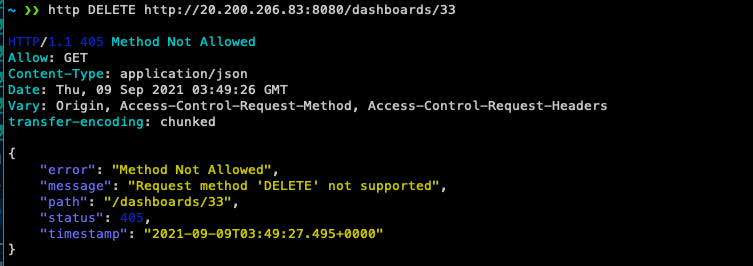 ~ ❯❯ http DELETE http://20.200.206.83:8080/dashboards/33
HTTP/1.1 405 Method Not Allowed
Allow: GET
Content-Type: application/json
Date: Thu, 09 Sep 2021 03:49:26 GMT
Vary: Origin, Access-Control-Request-Method, Access-Control-Request-Headers
transfer-encoding: chunked
{
    "error": "Method Not Allowed",
    "message": "Request method 'DELETE' not supported",
    "path": "/dashboards/33",
    "status": 405,
    "timestamp": "2021-09-09T03:49:27.495+0000"
}